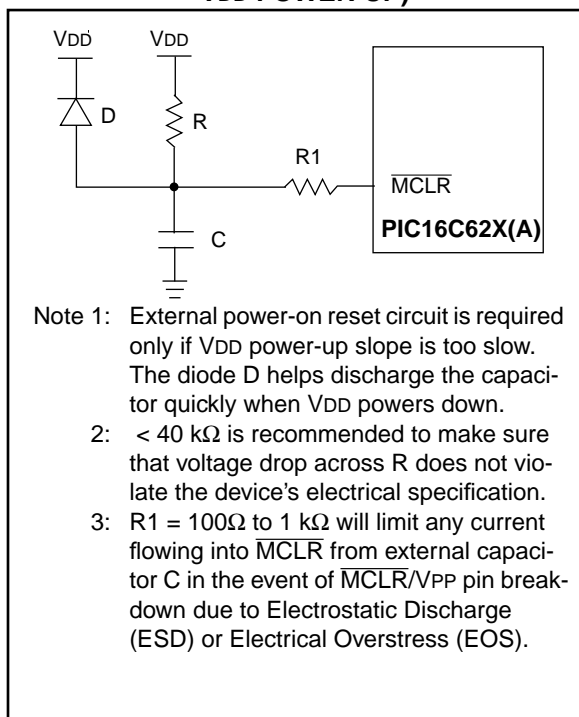 VDD POWER-UP)
VDD VDD
D
R
R1
MCLR
PIC16C62X(A)
C
Note 1: External power-on reset circuit is required
only if VDD power-up slope is too slow.
The diode D helps discharge the capaci-
tor quickly when VDD powers down.
2: < 40 kΩ is recommended to make sure
that voltage drop across R does not vio-
late the device's electrical specification.
3: R1 = 100Ω to 1 kΩ will limit any current
flowing into MCLR from external capaci-
tor C in the event of MCLR/VPP pin break-
down due to Electrostatic Discharge
(ESD) or Electrical Overstress (EOS).